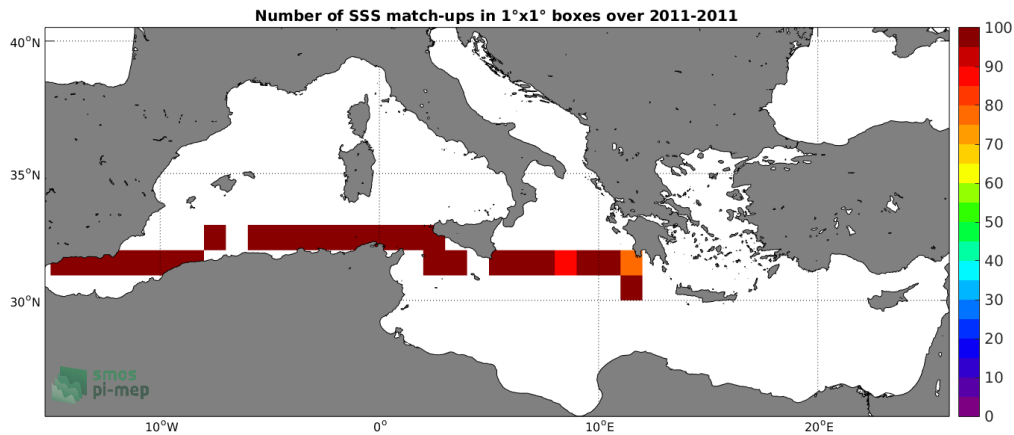 Number of SSS match-ups in 1°x1° boxes over 2011-2011
40°N
35°N
30°N
10°W
0°
10°E
20°E
100
90
80
70
60
50
40
30
20
10
0
smos
pi-mep